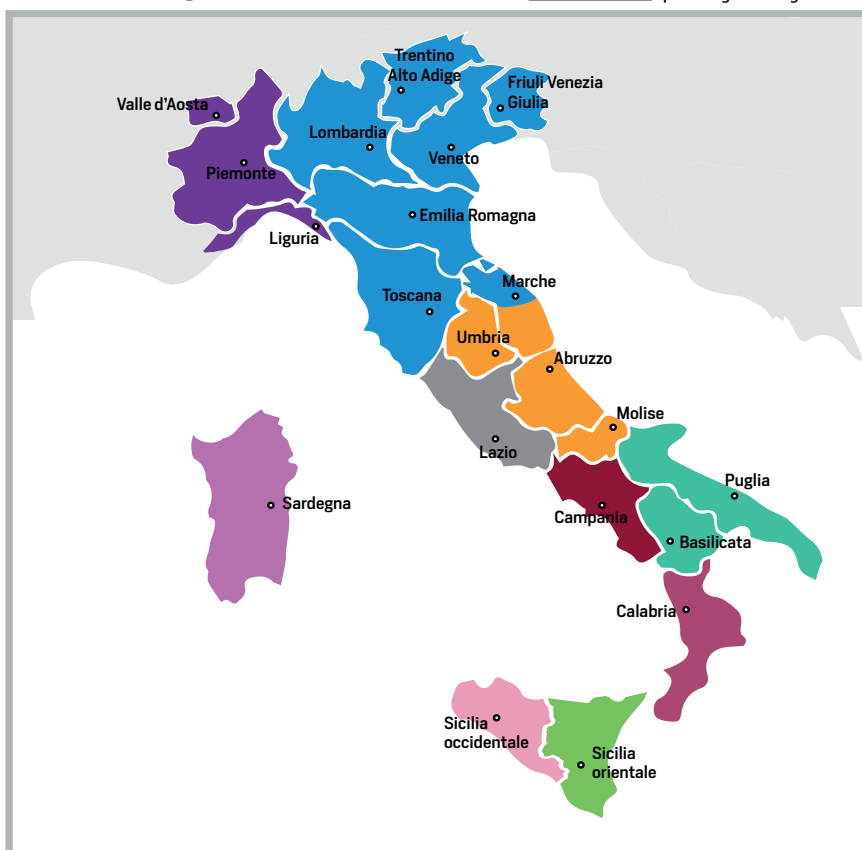 Trentino
Alto Adige
Friuli Venezia
Giulia
Valle d'Aosta
Lombardia
Veneto
Piemonte
Emilia Romagna
Liguria
Marche
Toscana
Umbria
Abruzzo
Molise
Lazio
Puglia
Sardegna
Campania
Basilicata
Calabria
Sicilia
occidentale
Sicilia
orientale